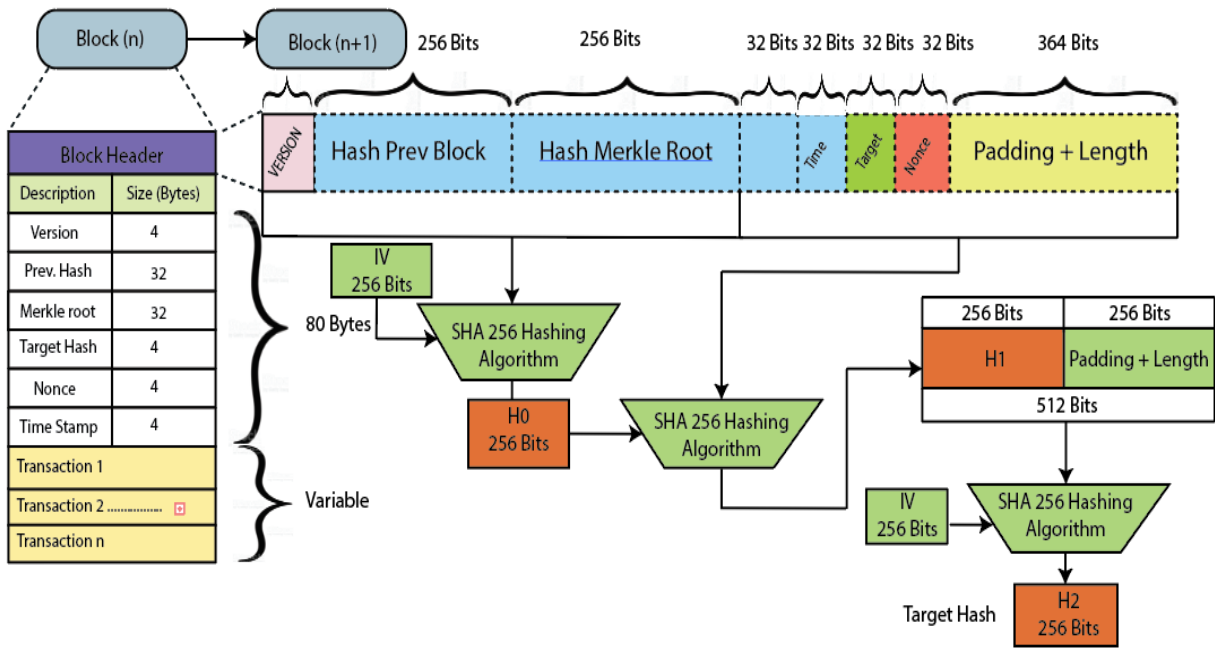 Block (n)
Block (n+1)
256 Bits
256 Bits
32 Bits
32 Bits
32 Bits
32 Bits
364 Bits
VERSION
Hash Prev Block
Hash Merkle Root
Time
Target
Nonce
Padding + Length
Block Header
Description
Size (Bytes)
Version
4
Prev. Hash
32
Merkle root
32
Target Hash
4
Nonce
4
Time Stamp
4
Transaction 1
Transaction 2 .................
Transaction n
80 Bytes
Variable
IV
256 Bits
SHA 256 Hashing
Algorithm
H0
256 Bits
SHA 256 Hashing
Algorithm
256 Bits
256 Bits
H1
Padding + Length
512 Bits
IV
256 Bits
SHA 256 Hashing
Algorithm
Target Hash
H2
256 Bits